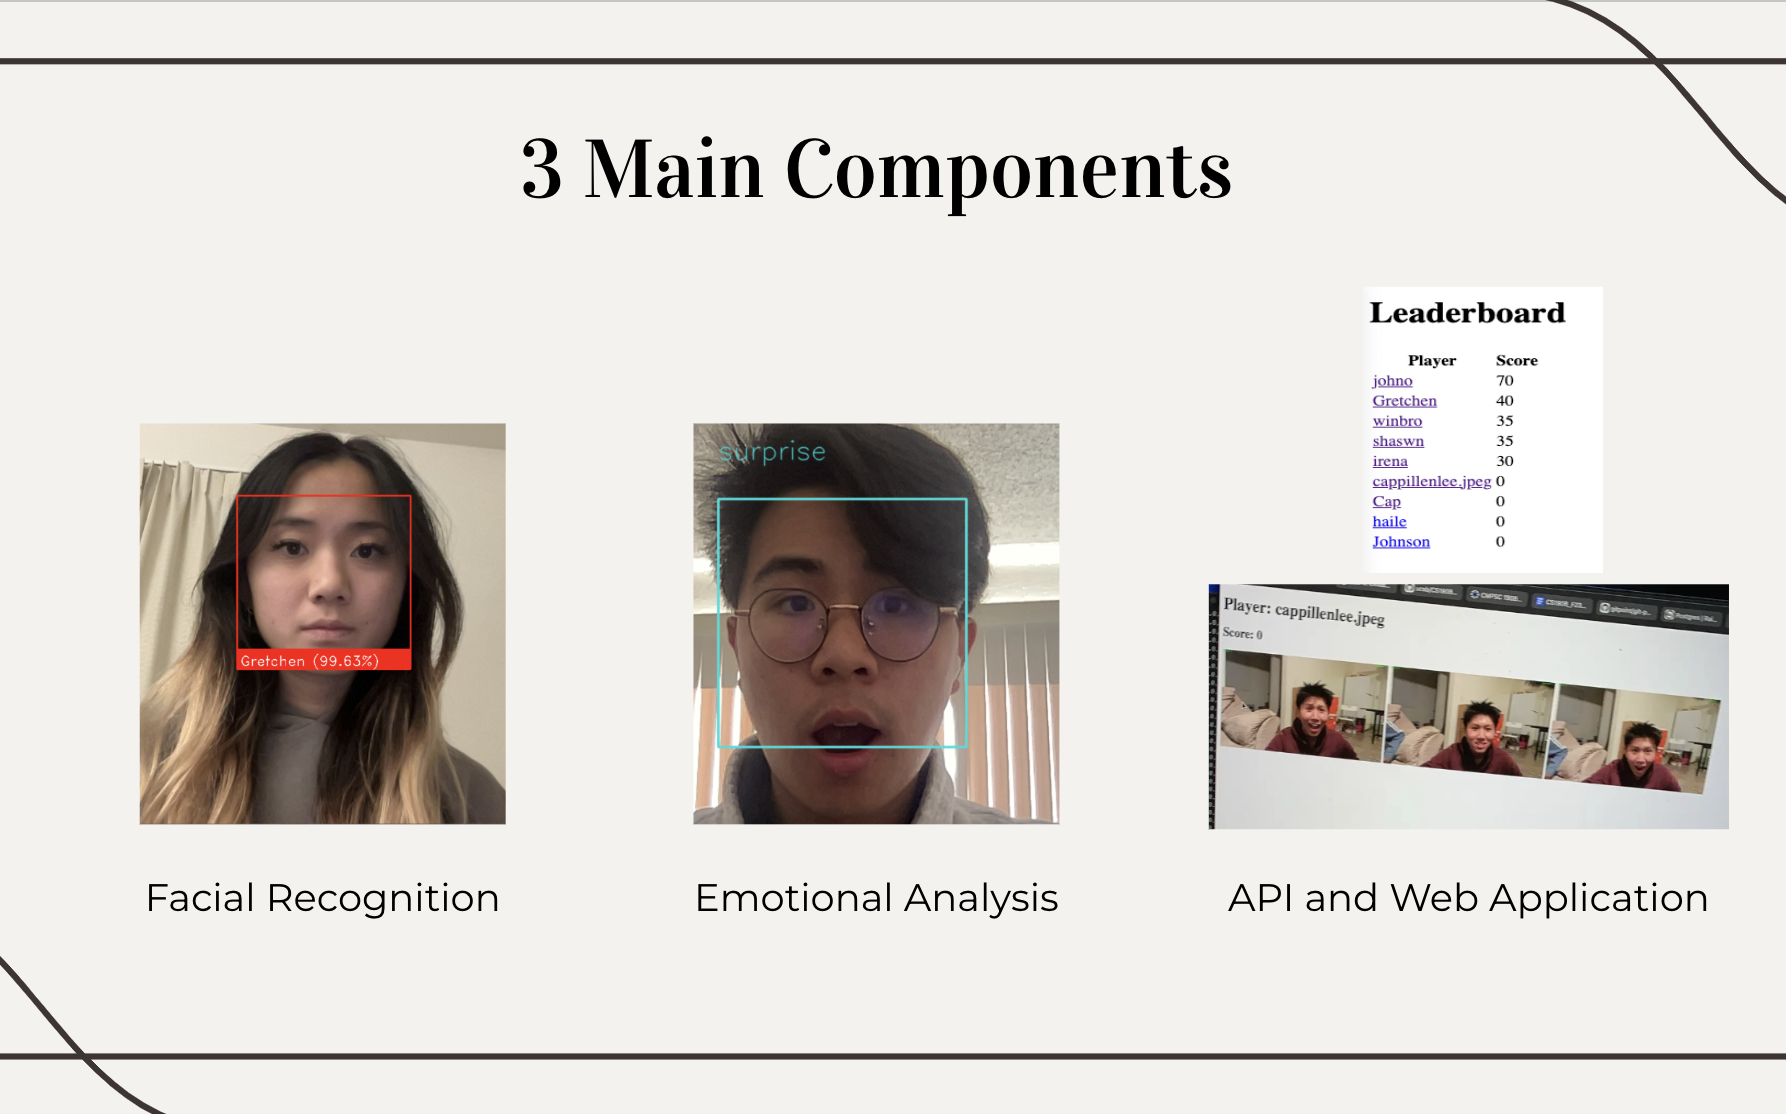 3 Main Components
Gretchen (99.63%)
Facial Recognition
surprise
Emotional Analysis
Leaderboard
Player Score
johno 70
Gretchen 40
winbro 35
shaswn 35
irena 30
cappillenlee.jpeg 0
Cap 0
haile 0
Johnson 0
Player: cappillenlee.jpeg
Score: 0
API and Web Application